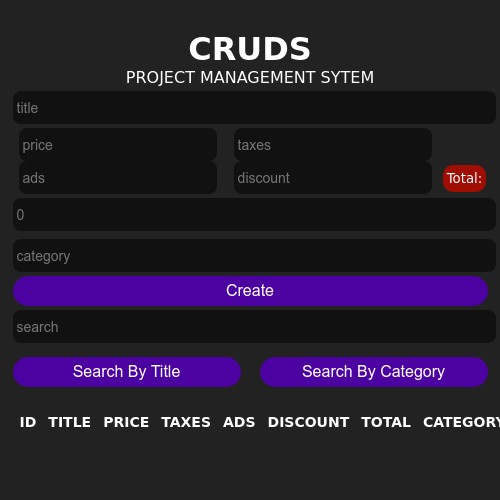 CRUDS
PROJECT MANAGEMENT SYTEM
title
price taxes
ads discount Total:
0
category
Create
search
Search By Title Search By Category
ID TITLE PRICE TAXES ADS DISCOUNT TOTAL CATEGORY